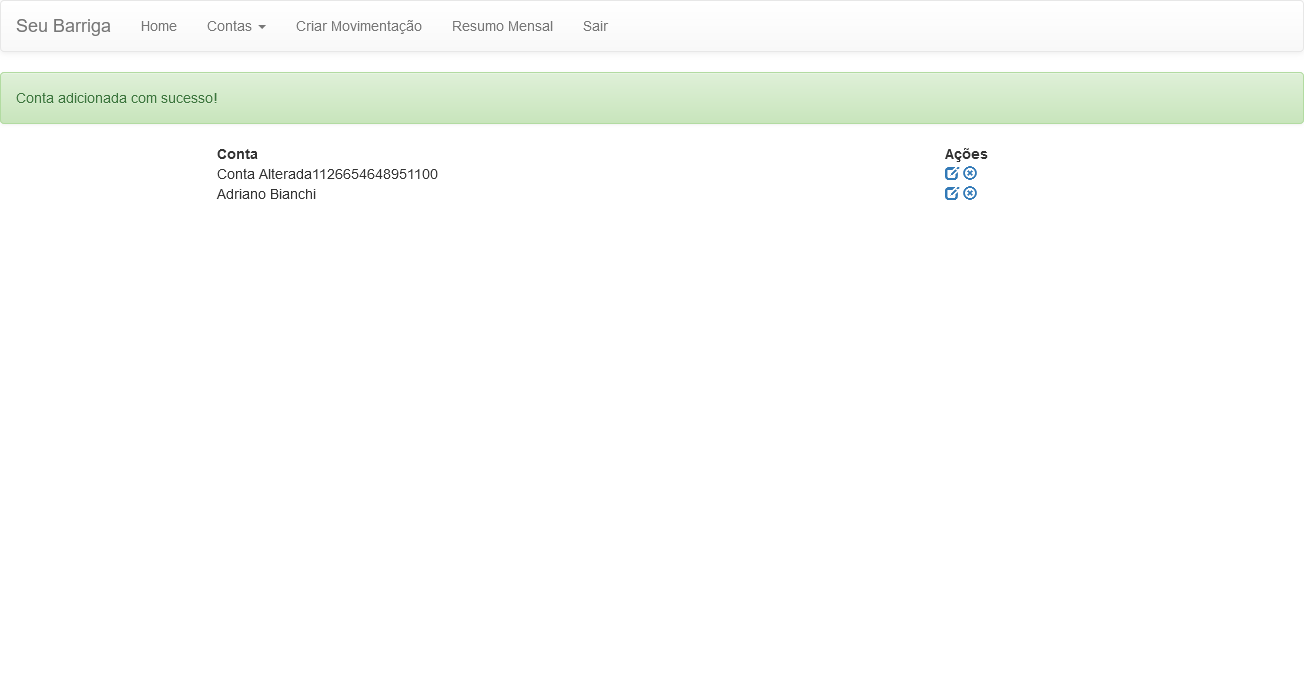 Seu Barriga Home Contas Criar Movimentação Resumo Mensal Sair
Conta adicionada com sucesso!
Conta Ações
Conta Alterada1126654648951100
Adriano Bianchi